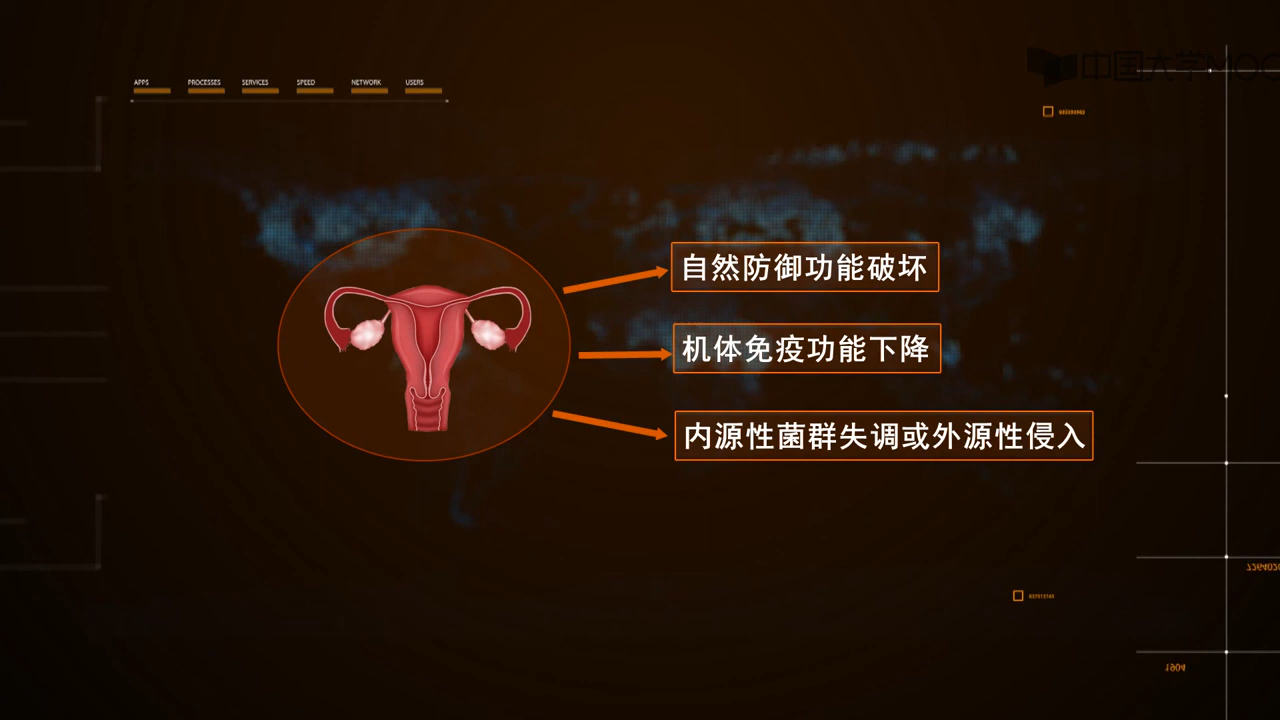 中国大学MOO
APPS PROCESSES SERVICES SPEED NETWORK USERS
自然防御功能破坏
机体免疫功能下降
内源性菌群失调或外源性侵入
1904